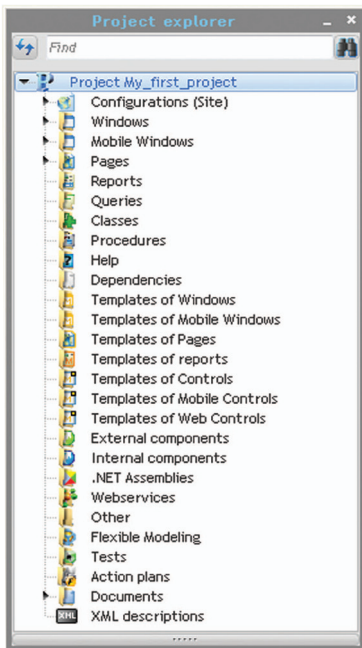 Project explorer
Find
Project My_first_project
Configurations (Site)
Windows
Mobile Windows
Pages
Reports
Queries
Classes
Procedures
Help
Dependencies
Templates of Windows
Templates of Mobile Windows
Templates of Pages
Templates of reports
Templates of Controls
Templates of Mobile Controls
Templates of Web Controls
External components
Internal components
.NET Assemblies
Webservices
Other
Flexible Modeling
Tests
Action plans
Documents
XML XML descriptions